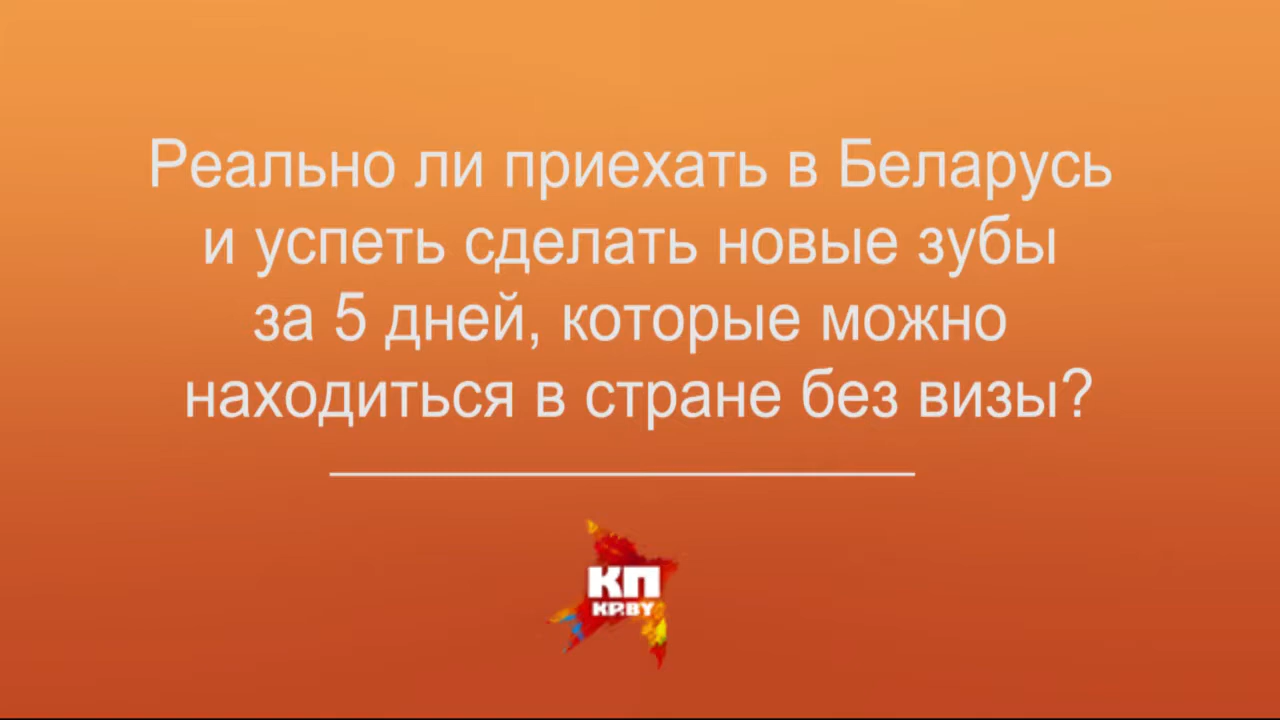 Реально ли приехать в Беларусь
и успеть сделать новые зубы
за 5 дней, которые можно
находиться в стране без визы?
КП
KP.BY